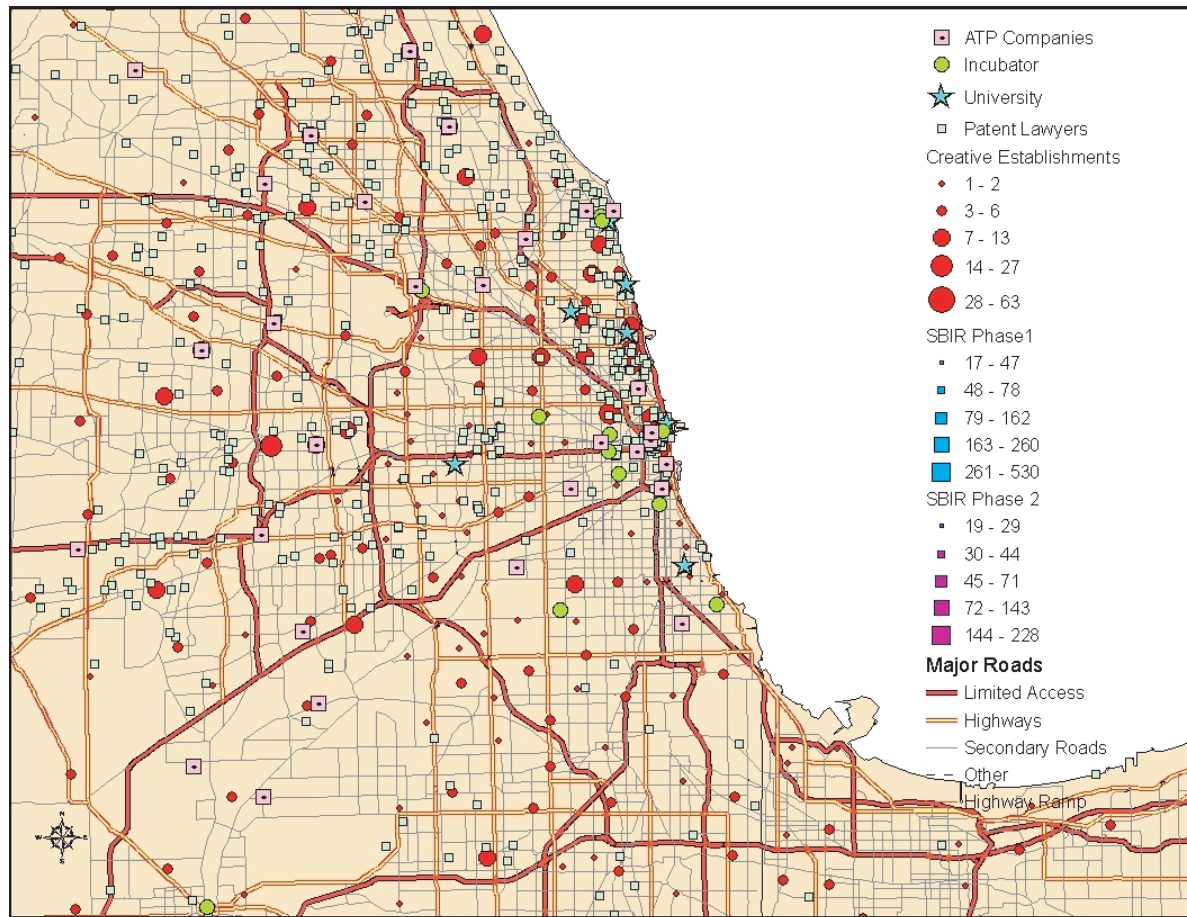 ATP Companies
Incubator
University
Patent Lawyers
Creative Establishments
1 - 2
3 - 6
7 - 13
14 - 27
28 - 63
SBIR Phase1
17 - 47
48 - 78
79 - 162
163 - 260
261 - 530
SBIR Phase 2
19 - 29
30 - 44
45 - 71
72 - 143
144 - 228
Major Roads
Limited Access
Highways
Secondary Roads
Other
Highway Ramp
N
W E
S